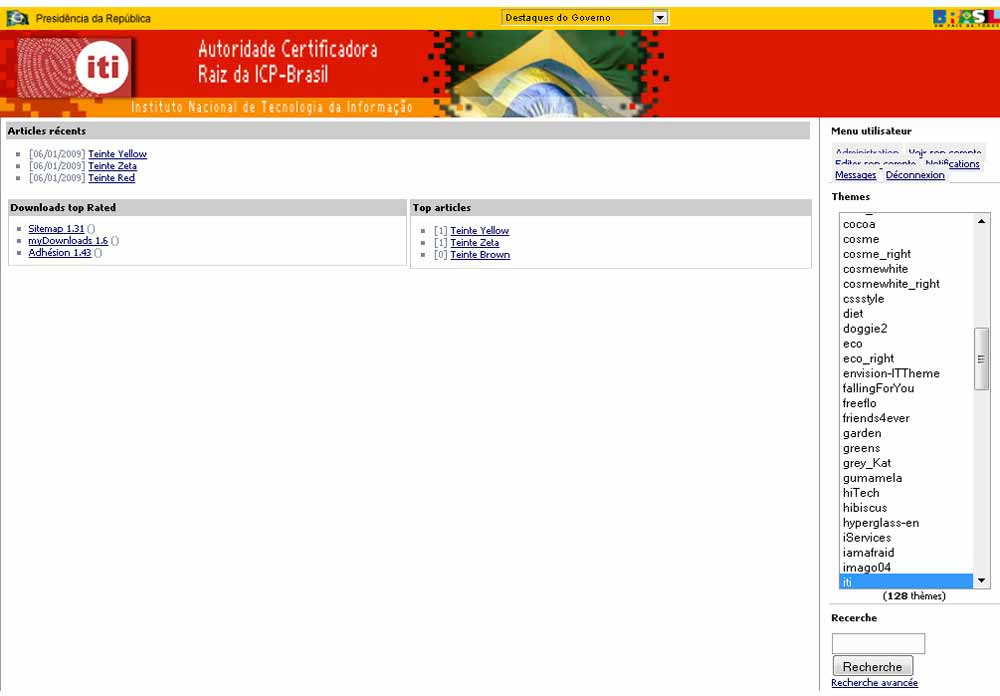 Presidência da República
Destaques do Governo
BRASIL
UM PAÍS DE TODOS
iti
Autoridade Certificadora
Raiz da ICP-Brasil
Instituto Nacional de Tecnologia da Informação
Articles récents
[06/01/2009] Teinte Yellow
[06/01/2009] Teinte Zeta
[06/01/2009] Teinte Red
Downloads top Rated
Sitemap 1.31 ()
myDownloads 1.6 ()
Adhésion 1.43 ()
Top articles
[1] Teinte Yellow
[1] Teinte Zeta
[0] Teinte Brown
Menu utilisateur
Administration Voir son compte
Editer son compte Notifications
Messages Déconnexion
Themes
cocoa
cosme
cosme_right
cosmewhite
cosmewhite_right
cssstyle
diet
doggie2
eco
eco_right
envision-ITTheme
fallingForYou
freeflo
friends4ever
garden
greens
grey_Kat
gumamela
hiTech
hibiscus
hyperglass-en
iServices
iamafraid
imago04
iti
(128 thèmes)
Recerche
Recherche
Recherche avancée